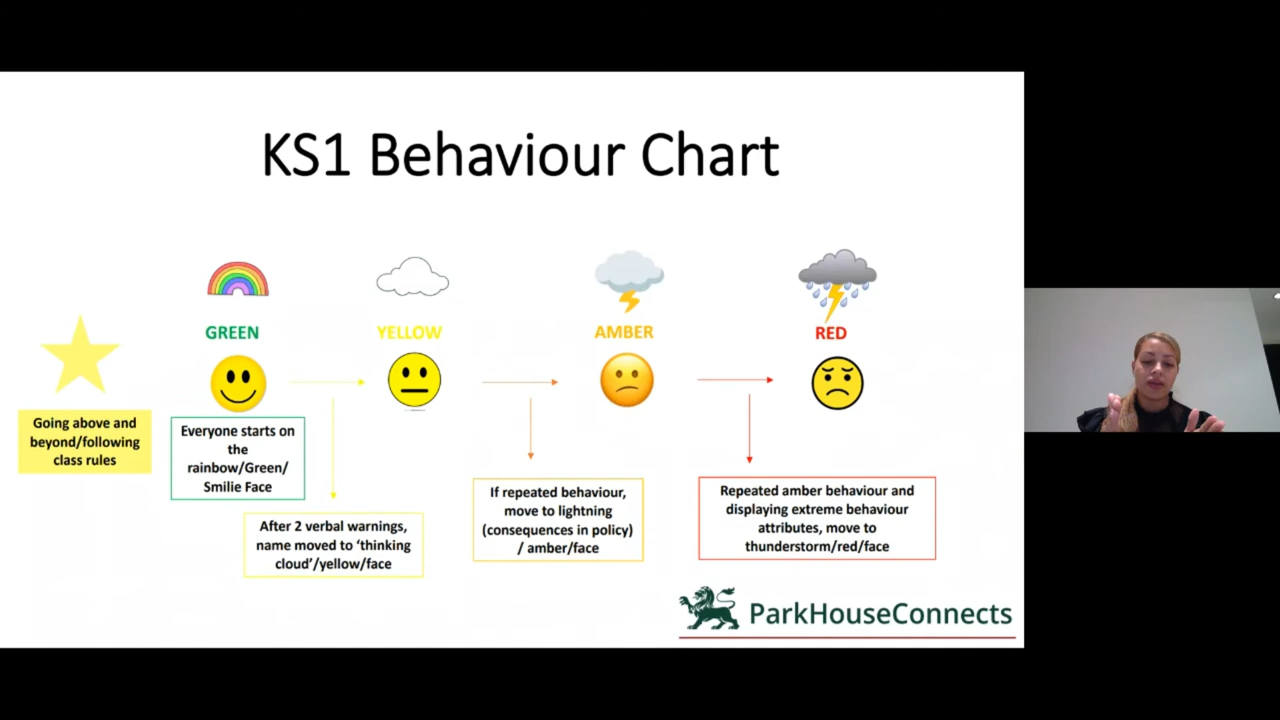 KS1 Behaviour Chart
GREEN
YELLOW
AMBER
RED
Going above and
beyond/following
class rules
Everyone starts on
the
rainbow/Green/
Smilie Face
After 2 verbal warnings,
name moved to ‘thinking
cloud’/yellow/face
If repeated behaviour,
move to lightning
(consequences in policy)
/ amber/face
Repeated amber behaviour and
displaying extreme behaviour
attributes, move to
thunderstorm/red/face
ParkHouseConnects